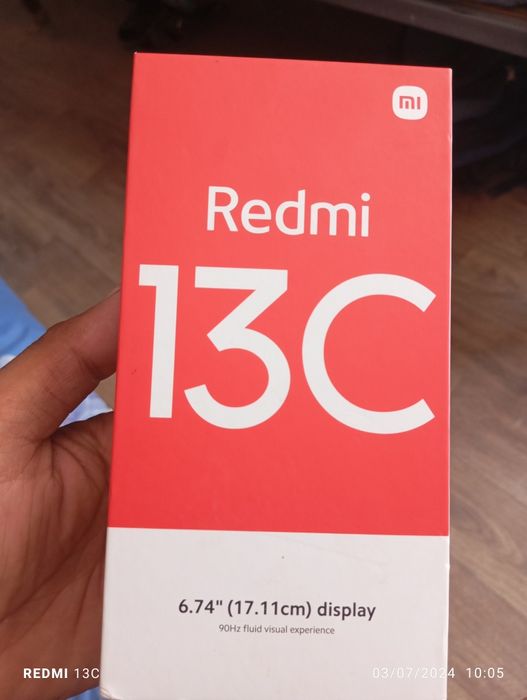 mi
Redmi
13C
6.74" (17.11cm) display
90Hz fluid visual experience
REDMI 13C
03/07/2024 10:05